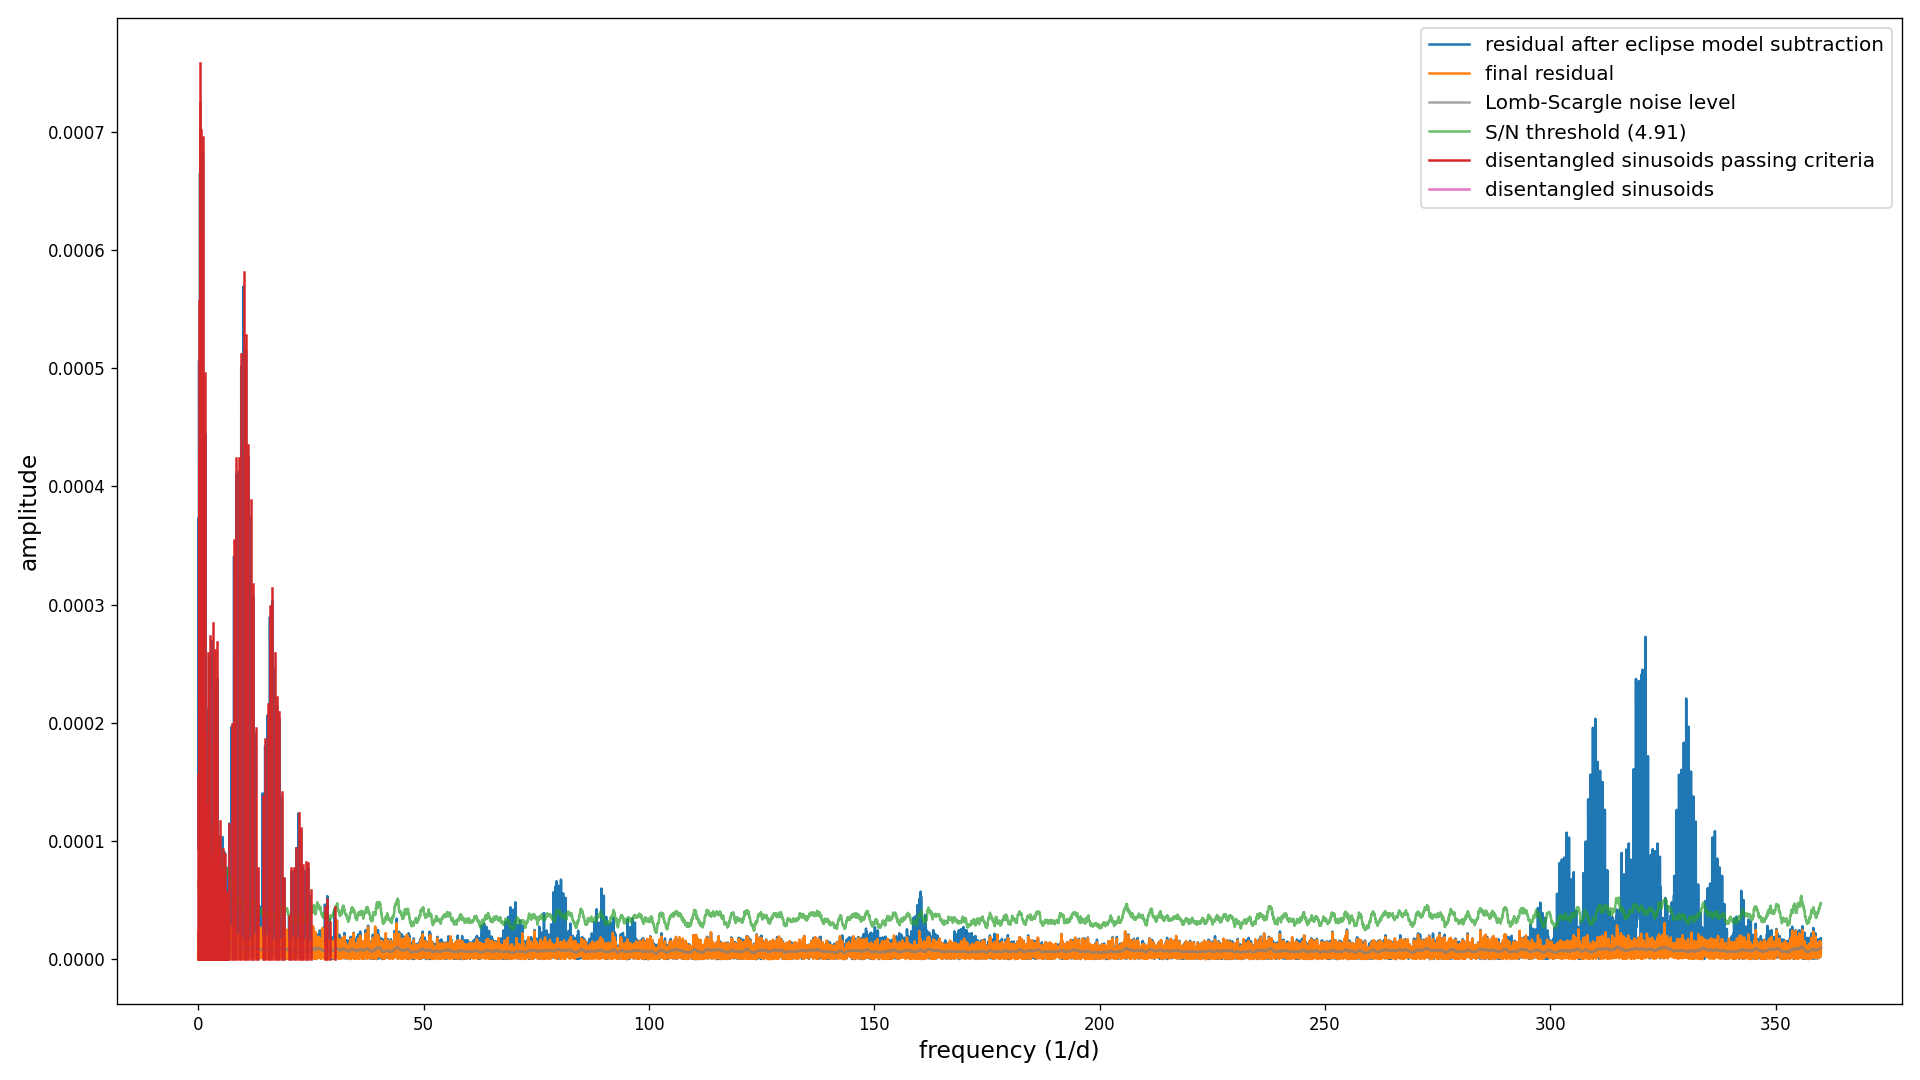 residual after eclipse model subtraction
final residual
Lomb-Scargle noise level
S/N threshold (4.91)
disentangled sinusoids passing criteria
disentangled sinusoids
amplitude
0.0007
0.0006
0.0005
0.0004
0.0003
0.0002
0.0001
0.0000
0 50 100 150 200 250 300 350
frequency (1/d)